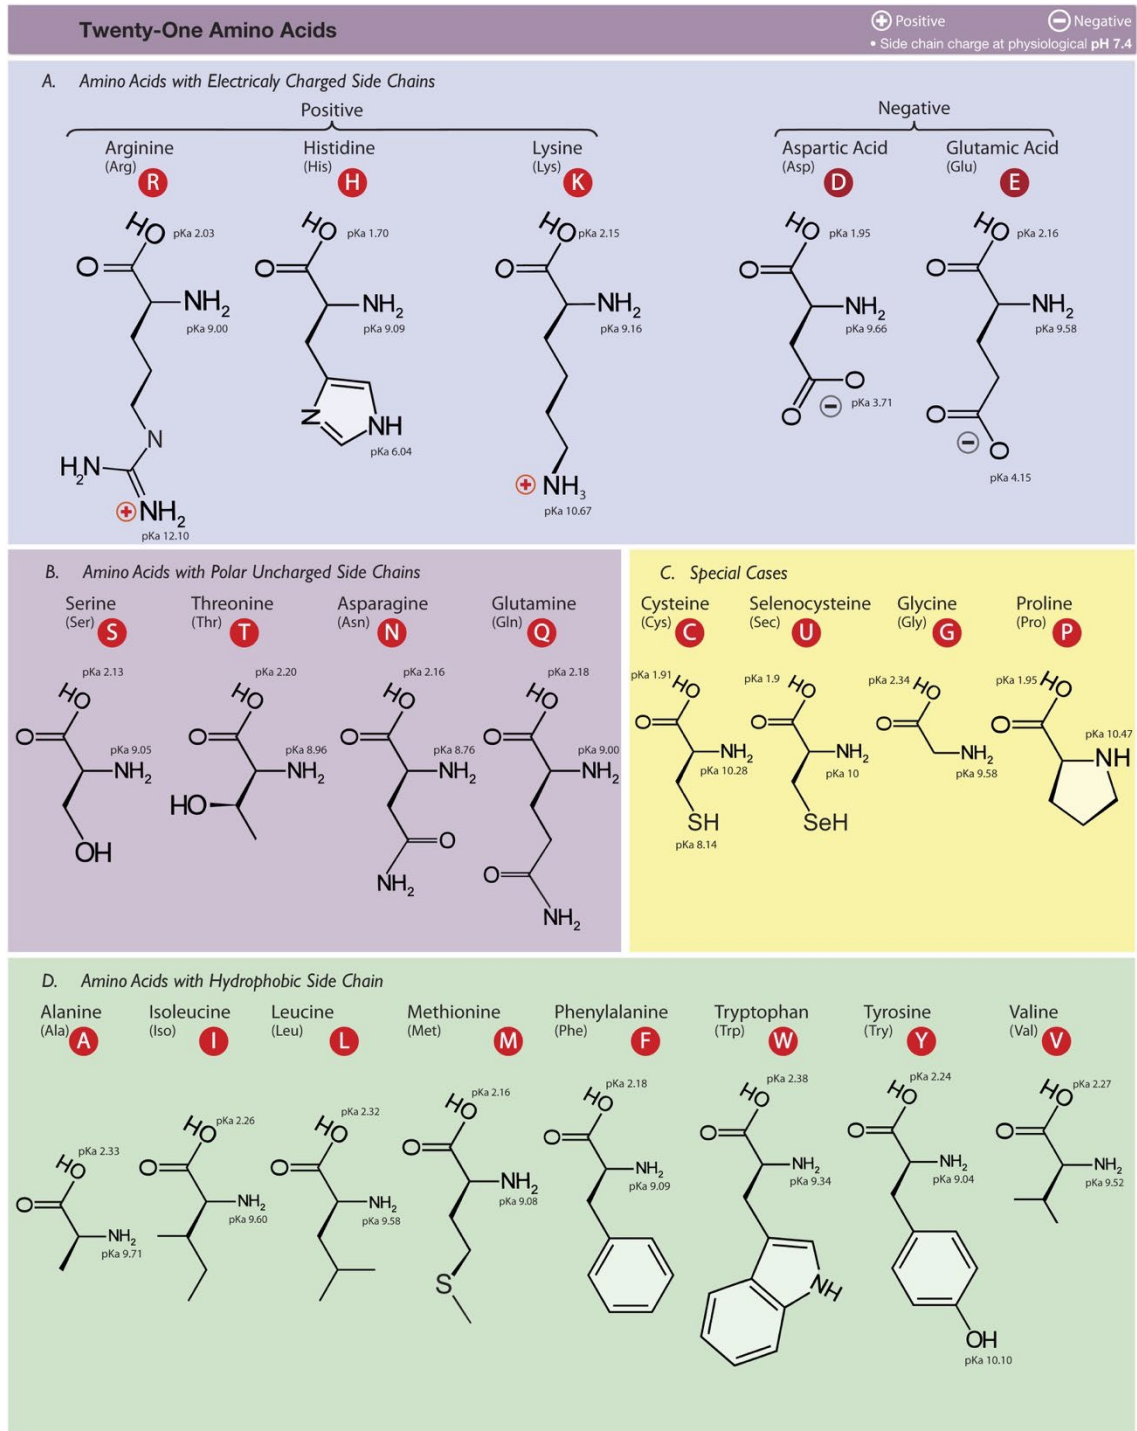 Twenty-One Amino Acids
+ Positive − Negative
• Side chain charge at physiological pH 7.4
A. Amino Acids with Electricaly Charged Side Chains
Positive Negative
Arginine Histidine Lysine Aspartic Acid Glutamic Acid
(Arg) (His) (Lys) (Asp) (Glu)
R H K D E
HO pKa 2.03 HO pKa 1.70 HO pKa 2.15 HO pKa 1.95 HO pKa 2.16
O O O O O
NH2 NH2 NH2 NH2 NH2
pKa 9.00 pKa 9.09 pKa 9.16 pKa 9.66 pKa 9.58
O − pKa 3.71
O O
N NH N
− O
pKa 6.04
H2N
+ NH3 pKa 4.15
+ NH2 pKa 10.67
pKa 12.10
B. Amino Acids with Polar Uncharged Side Chains
Serine Threonine Asparagine Glutamine
(Ser) (Thr) (Asn) (Gln)
S T N Q
pKa 2.13 pKa 2.20 pKa 2.16 pKa 2.18
HO HO HO HO
O O O O
pKa 9.05 pKa 8.96 pKa 8.76 pKa 9.00
NH2 NH2 NH2 NH2
HO
OH O
NH2 O
NH2
C. Special Cases
Cysteine Selenocysteine Glycine Proline
(Cys) (Sec) (Gly) (Pro)
C U G P
pKa 1.91 HO pKa 1.9 HO pKa 2.34 HO pKa 1.95 HO
O O O O
pKa 10.47
NH2 NH2 NH2 NH
pKa 10.28 pKa 10 pKa 9.58
SH SeH
pKa 8.14
D. Amino Acids with Hydrophobic Side Chain
Alanine Isoleucine Leucine Methionine Phenylalanine Tryptophan Tyrosine Valine
(Ala) (Iso) (Leu) (Met) (Phe) (Trp) (Try) (Val)
A I L M F W Y V
pKa 2.33 pKa 2.26 pKa 2.32 pKa 2.16 pKa 2.18 pKa 2.38 pKa 2.24 pKa 2.27
HO HO HO HO HO HO HO HO
O O O O O O O O
NH2 NH2 NH2 NH2 NH2 NH2 NH2 NH2
pKa 9.71 pKa 9.60 pKa 9.58 pKa 9.08 pKa 9.09 pKa 9.34 pKa 9.04 pKa 9.52
S NH
OH
pKa 10.10